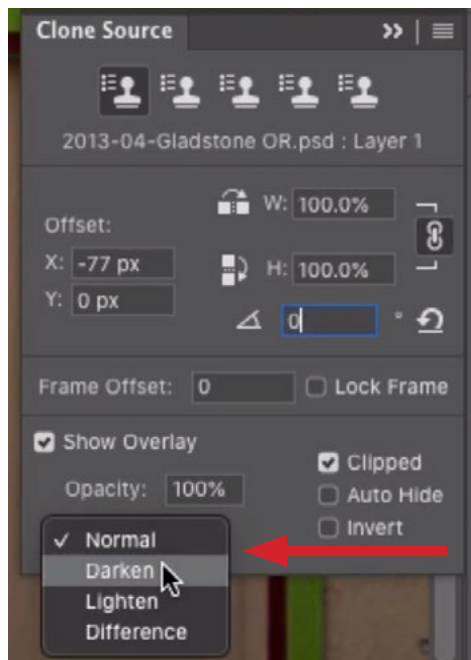 Clone Source
2013-04-Gladstone OR.psd : Layer 1
W: 100.0%
Offset:
X: -77 px
H: 100.0%
Y: 0 px
0 °
Frame Offset: 0 Lock Frame
Show Overlay
Clipped
Opacity: 100%
Auto Hide
Invert
✓ Normal
Darken
Lighten
Difference